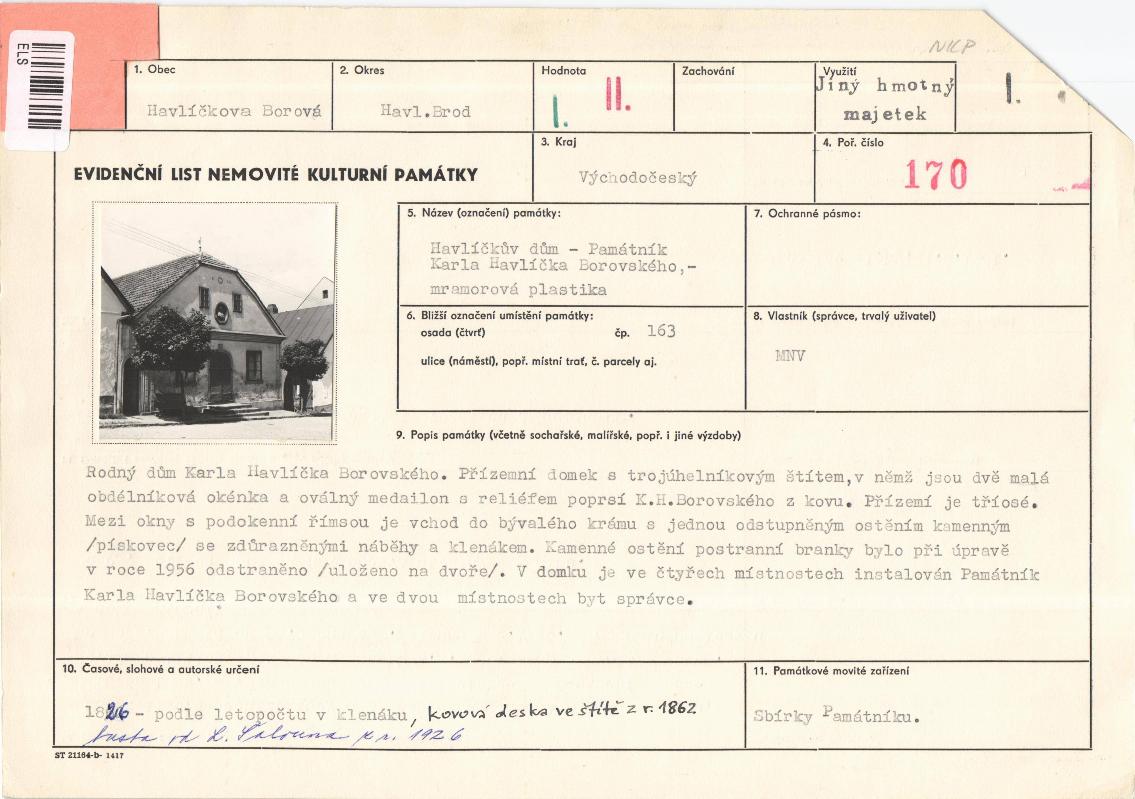 NKP
ELS
1. Obec
2. Okres
Hodnota
Zachování
Využití
Havlíčkova Borová
Havl.Brod
I.
II.
Jiný hmotný
majetek
I.
EVIDENČNÍ LIST NEMOVITÉ KULTURNÍ PAMÁTKY
3. Kraj
Východočeský
4. Poř. číslo
170
5. Název (označení) památky:
Havlíčkův dům - Památník
Karla Havlíčka Borovského,-
mramorová plastika
7. Ochranné pásmo:
6. Bližší označení umístění památky:
osada (čtvrť) čp. 163
ulice (náměstí), popř. místní trať, č. parcely aj.
8. Vlastník (správce, trvalý uživatel)
MNV
9. Popis památky (včetně sochařské, malířské, popř. i jiné výzdoby)
Rodný dům Karla Havlíčka Borovského. Přízemní domek s trojúhelníkovým štítem,v němž jsou dvě malá
obdélníková okénka a oválný medailon s reliéfem poprsí K.H.Borovského z kovu. Přízemí je tříosé.
Mezi okny s podokenní římsou je vchod do bývalého krámu s jednou odstupněným ostěním kamenným
/pískovec/ se zdůrazněnými náběhy a klenákem. Kamenné ostění postranní branky bylo při úpravě
v roce 1956 odstraněno /uloženo na dvoře/. V domku je ve čtyřech místnostech instalován Památník
Karla Havlíčka Borovského a ve dvou místnostech byt správce.
10. Časové, slohové a autorské určení
1826 - podle letopočtu v klenáku, kovová deska ve štítě z r. 1862
busta od L. Šalouna z r. 1926
11. Památkové movité zařízení
Sbírky Památníku.
ST 21164-b- 1417